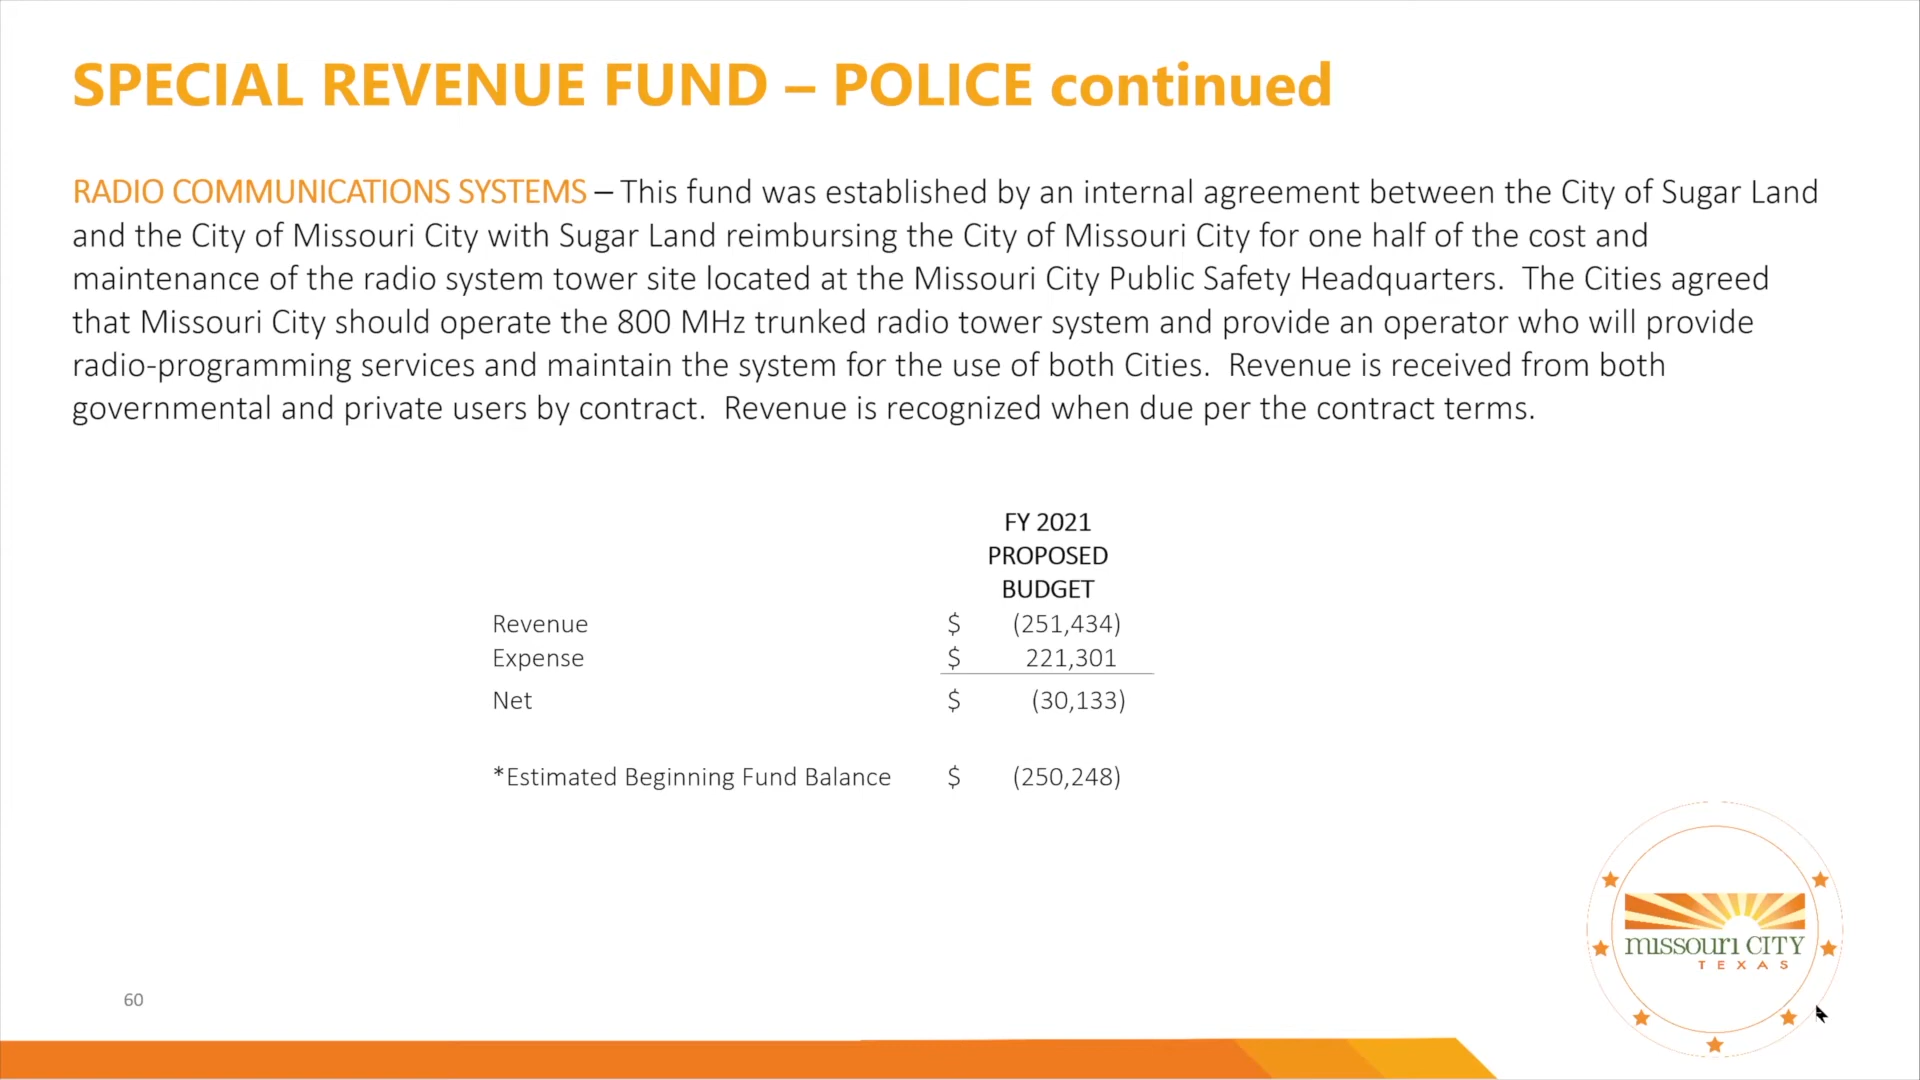 SPECIAL REVENUE FUND – POLICE continued
RADIO COMMUNICATIONS SYSTEMS – This fund was established by an internal agreement between the City of Sugar Land
and the City of Missouri City with Sugar Land reimbursing the City of Missouri City for one half of the cost and
maintenance of the radio system tower site located at the Missouri City Public Safety Headquarters.  The Cities agreed
that Missouri City should operate the 800 MHz trunked radio tower system and provide an operator who will provide
radio-programming services and maintain the system for the use of both Cities.  Revenue is received from both
governmental and private users by contract.  Revenue is recognized when due per the contract terms.
FY 2021
PROPOSED
BUDGET
Revenue $ (251,434)
Expense $ 221,301
Net $ (30,133)
*Estimated Beginning Fund Balance $ (250,248)
missouri CITY
TEXAS
60